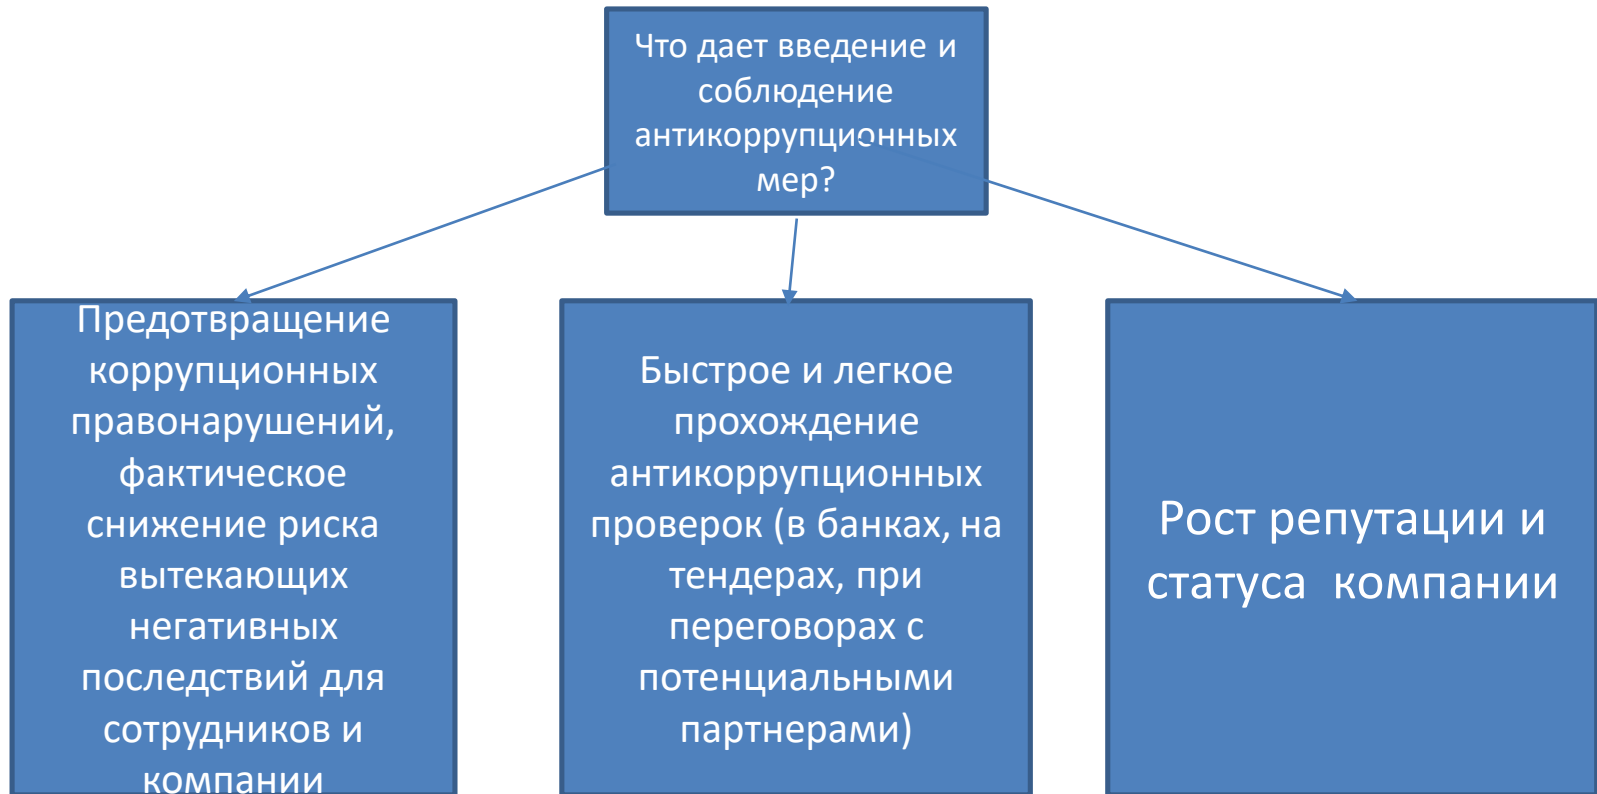 Что дает введение и
соблюдение
антикоррупционных
мер?
Предотвращение
коррупционных
правонарушений,
фактическое
снижение риска
вытекающих
негативных
последствий для
сотрудников и
компании
Быстрое и легкое
прохождение
антикоррупционных
проверок (в банках, на
тендерах, при
переговорах с
потенциальными
партнерами)
Рост репутации и
статуса компании